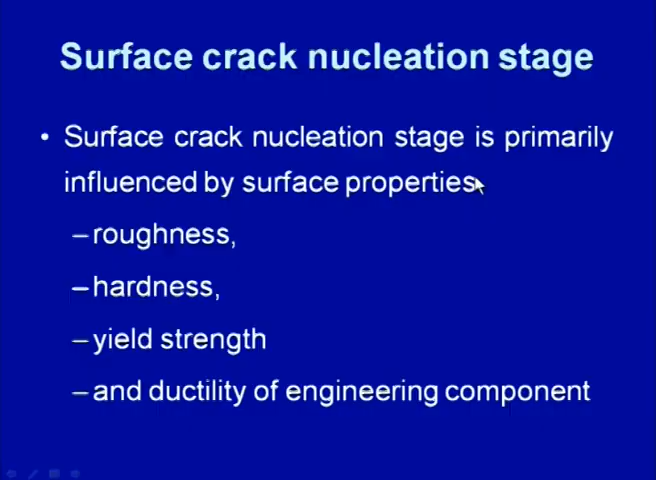 Surface crack nucleation stage
• Surface crack nucleation stage is primarily
influenced by surface properties
–roughness,
–hardness,
–yield strength
–and ductility of engineering component